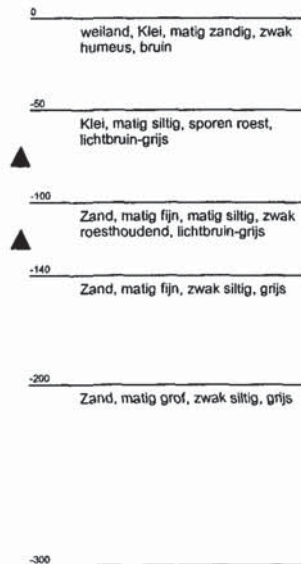 0
weiland, Klei, matig zandig, zwak
humeus, bruin
-50
Klei, matig siltig, sporen roest,
lichtbruin-grijs
-100
Zand, matig fijn, matig siltig, zwak
roesthoudend, lichtbruin-grijs
-140
Zand, matig fijn, zwak siltig, grijs
-200
Zand, matig grof, zwak siltig, grijs
-300